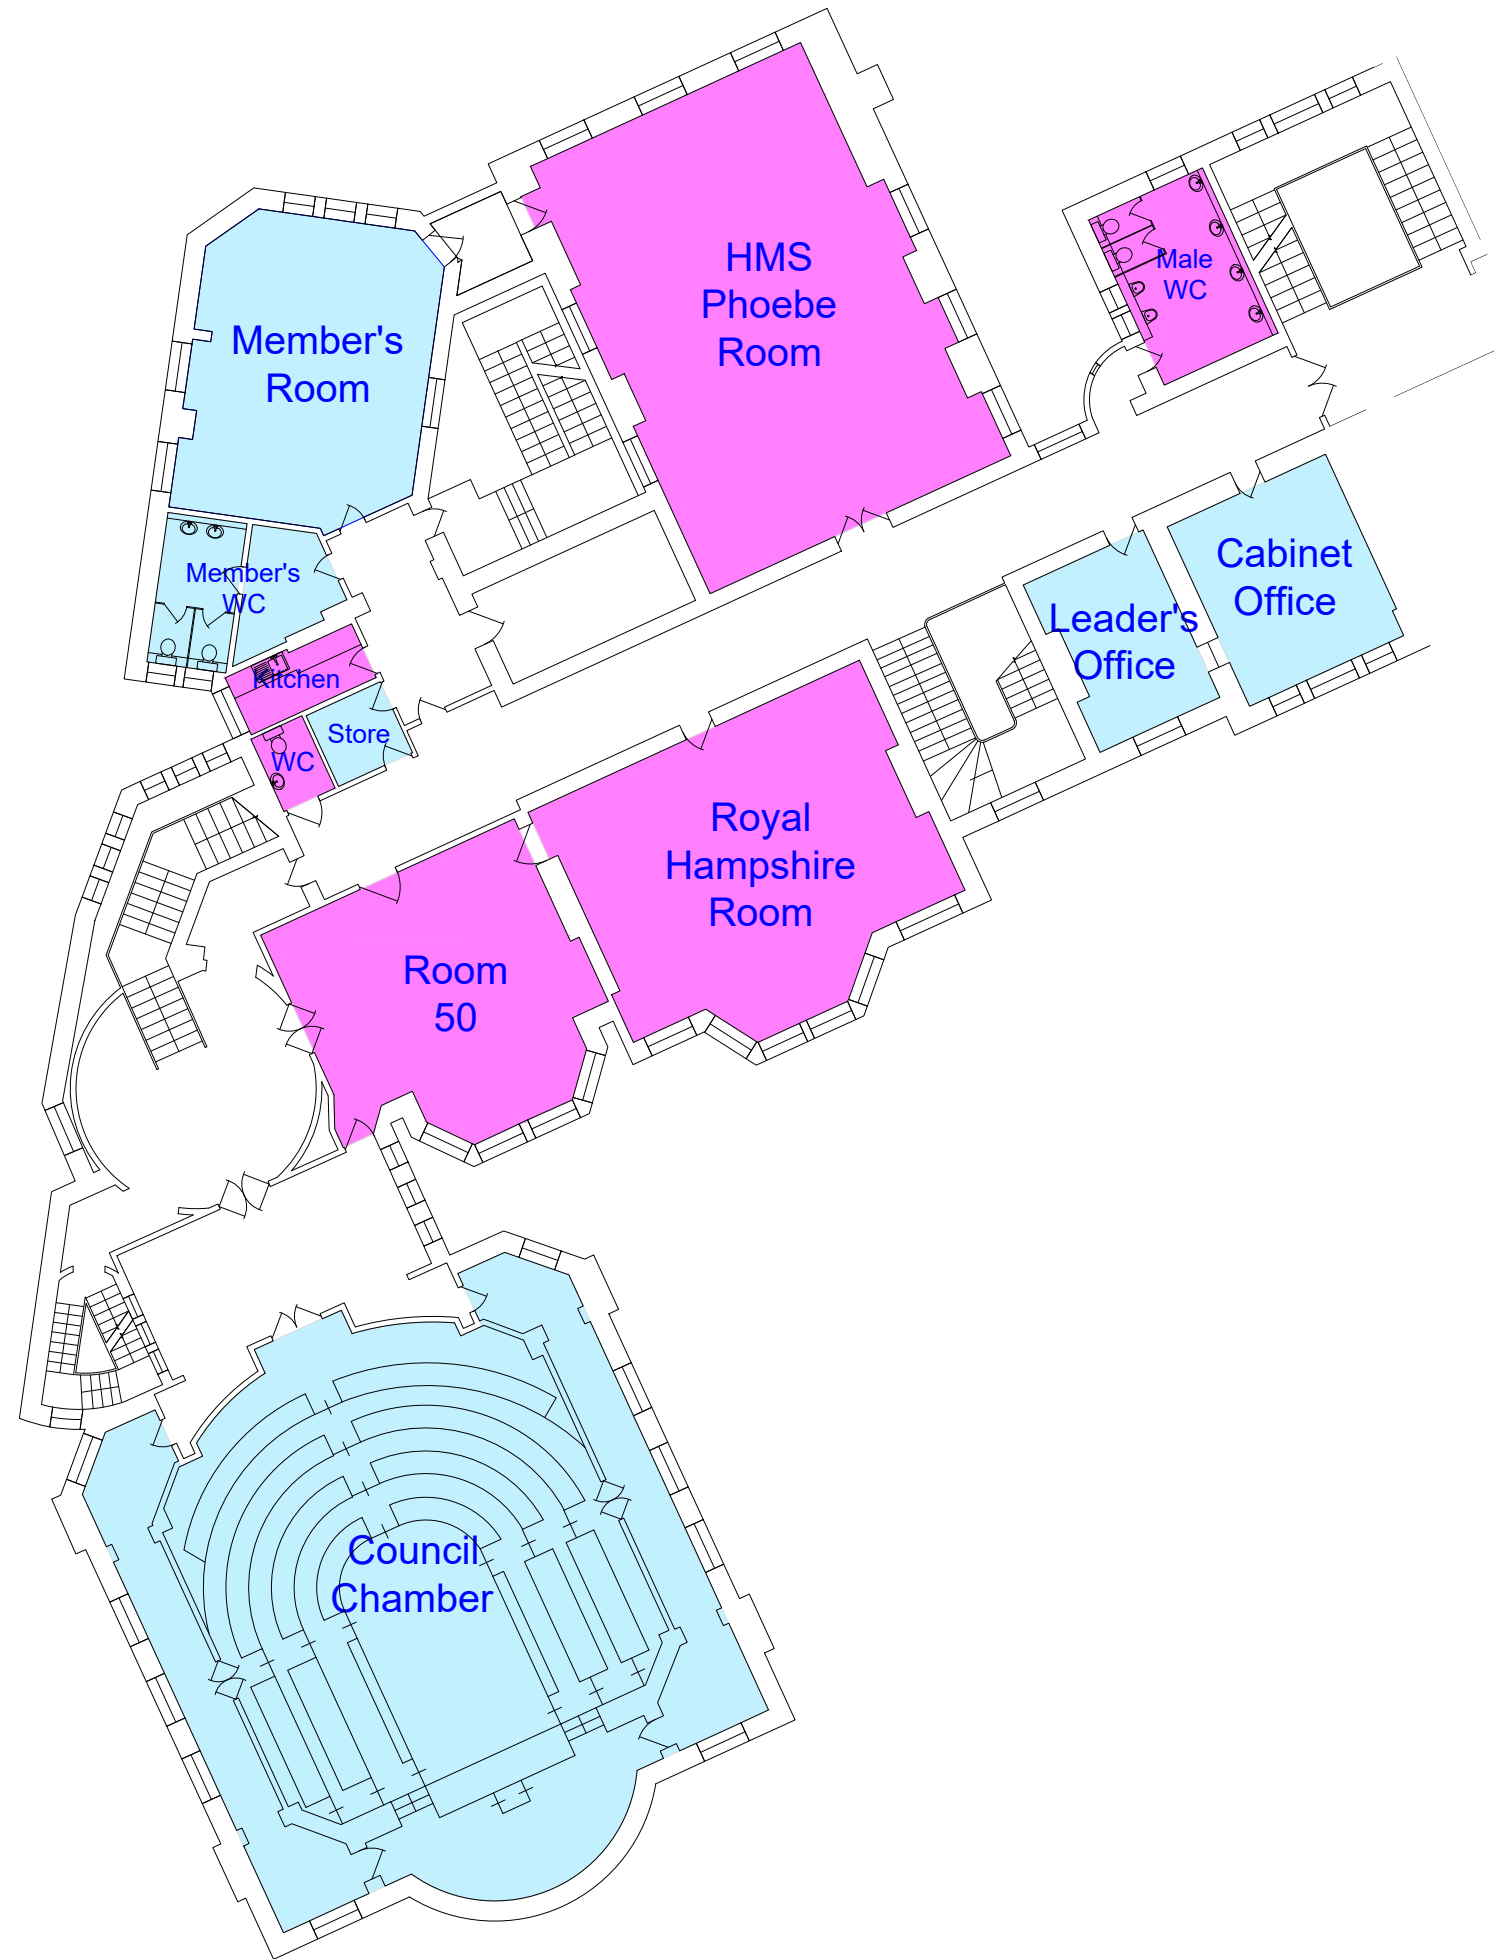 HMS
Phoebe
Room
Male
WC
Member's
Room
Cabinet
Office
Member's
WC
Leader's
Office
Kitchen
Store
WC
Royal
Hampshire
Room
Room
50
Council
Chamber